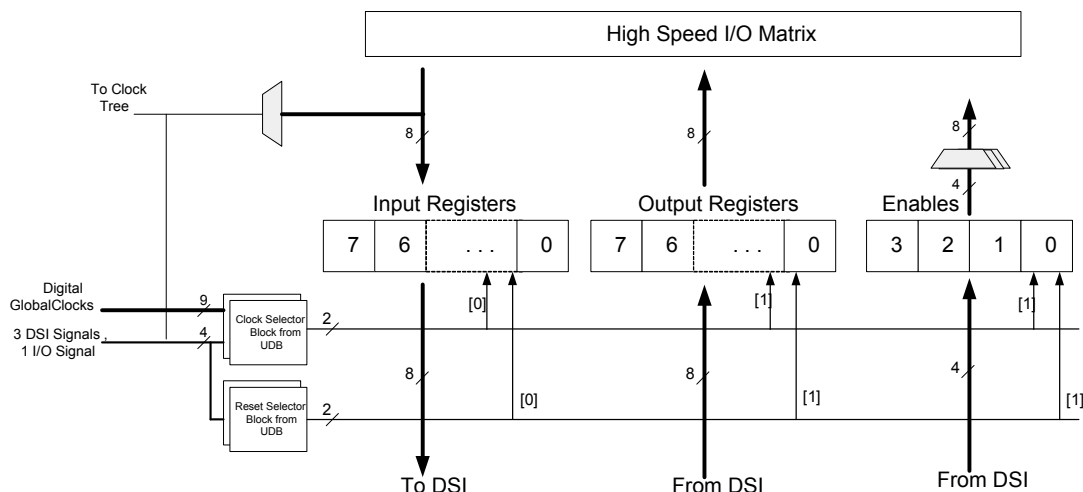 High Speed I/O Matrix
To Clock
Tree
8
8
8
4
Input Registers
Output Registers
Enables
7 6 . . . 0
7 6 . . . 0
3 2 1 0
Digital
GlobalClocks
9
[0]
[1]
[1]
3 DSI Signals ,
1 I/O Signal
4
Clock Selector
Block from
UDB
2
8
8
4
Reset Selector
Block from
UDB
2
[0]
[1]
[1]
To DSI
From DSI
From DSI